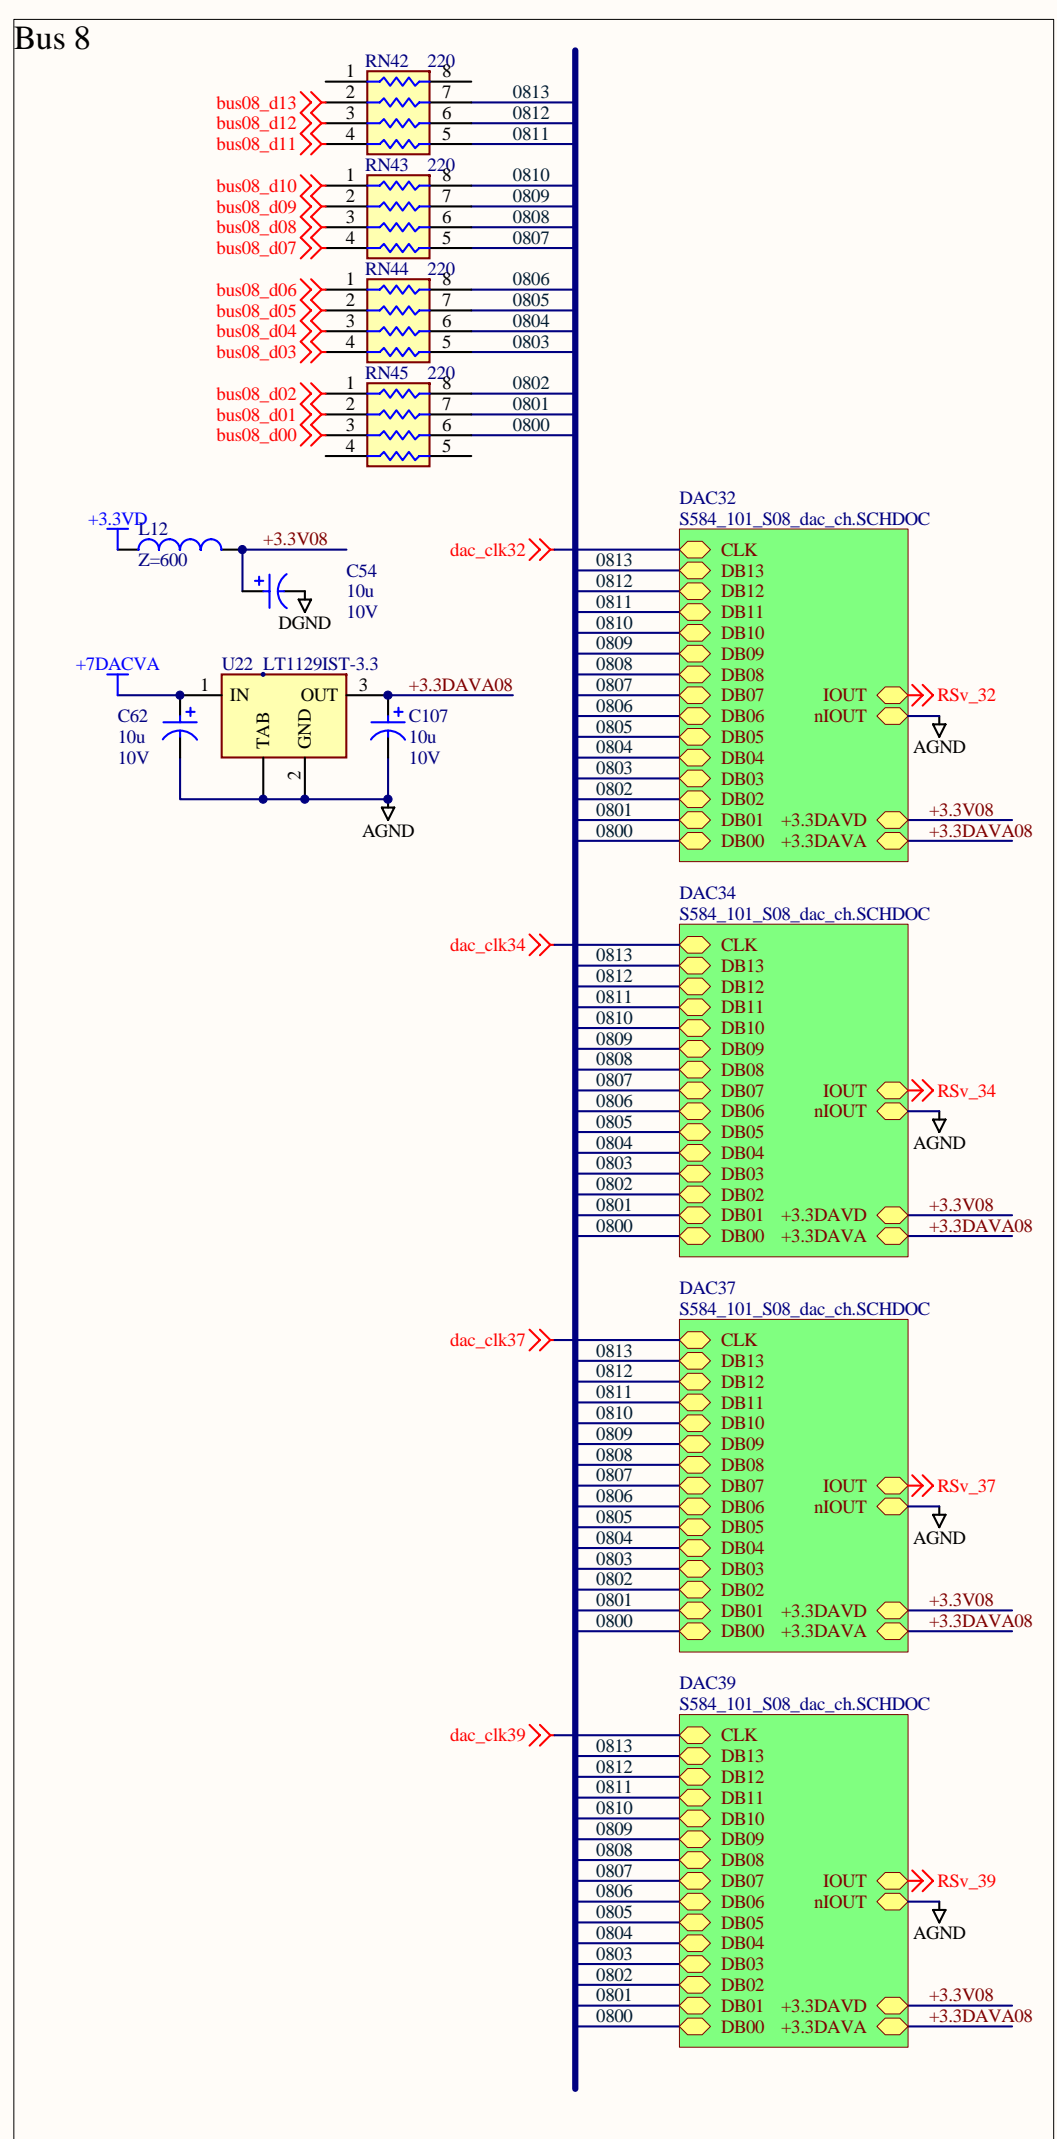 Bus 8
RN42 220
1 8
bus08_d13 2 7 0813
bus08_d12 3 6 0812
bus08_d11 4 5 0811
RN43 220
bus08_d10 1 8 0810
bus08_d09 2 7 0809
bus08_d08 3 6 0808
bus08_d07 4 5 0807
RN44 220
bus08_d06 1 8 0806
bus08_d05 2 7 0805
bus08_d04 3 6 0804
bus08_d03 4 5 0803
RN45 220
bus08_d02 1 8 0802
bus08_d01 2 7 0801
bus08_d00 3 6 0800
4 5
+3.3VD
L12
Z=600
+3.3V08
C54
10u
10V
DGND
+7DACVA
U22 LT1129IST-3.3
1 IN OUT 3 +3.3DAVA08
TAB
GND
2
C62
10u
10V
C107
10u
10V
AGND
DAC32
S584_101_S08_dac_ch.SCHDOC
dac_clk32 CLK
0813 DB13
0812 DB12
0811 DB11
0810 DB10
0809 DB09
0808 DB08
0807 DB07 IOUT RSv_32
0806 DB06 nIOUT
AGND
0805 DB05
0804 DB04
0803 DB03
0802 DB02
0801 DB01 +3.3DAVD +3.3V08
0800 DB00 +3.3DAVA +3.3DAVA08
DAC34
S584_101_S08_dac_ch.SCHDOC
dac_clk34 CLK
0813 DB13
0812 DB12
0811 DB11
0810 DB10
0809 DB09
0808 DB08
0807 DB07 IOUT RSv_34
0806 DB06 nIOUT
AGND
0805 DB05
0804 DB04
0803 DB03
0802 DB02
0801 DB01 +3.3DAVD +3.3V08
0800 DB00 +3.3DAVA +3.3DAVA08
DAC37
S584_101_S08_dac_ch.SCHDOC
dac_clk37 CLK
0813 DB13
0812 DB12
0811 DB11
0810 DB10
0809 DB09
0808 DB08
0807 DB07 IOUT RSv_37
0806 DB06 nIOUT
AGND
0805 DB05
0804 DB04
0803 DB03
0802 DB02
0801 DB01 +3.3DAVD +3.3V08
0800 DB00 +3.3DAVA +3.3DAVA08
DAC39
S584_101_S08_dac_ch.SCHDOC
dac_clk39 CLK
0813 DB13
0812 DB12
0811 DB11
0810 DB10
0809 DB09
0808 DB08
0807 DB07 IOUT RSv_39
0806 DB06 nIOUT
AGND
0805 DB05
0804 DB04
0803 DB03
0802 DB02
0801 DB01 +3.3DAVD +3.3V08
0800 DB00 +3.3DAVA +3.3DAVA08